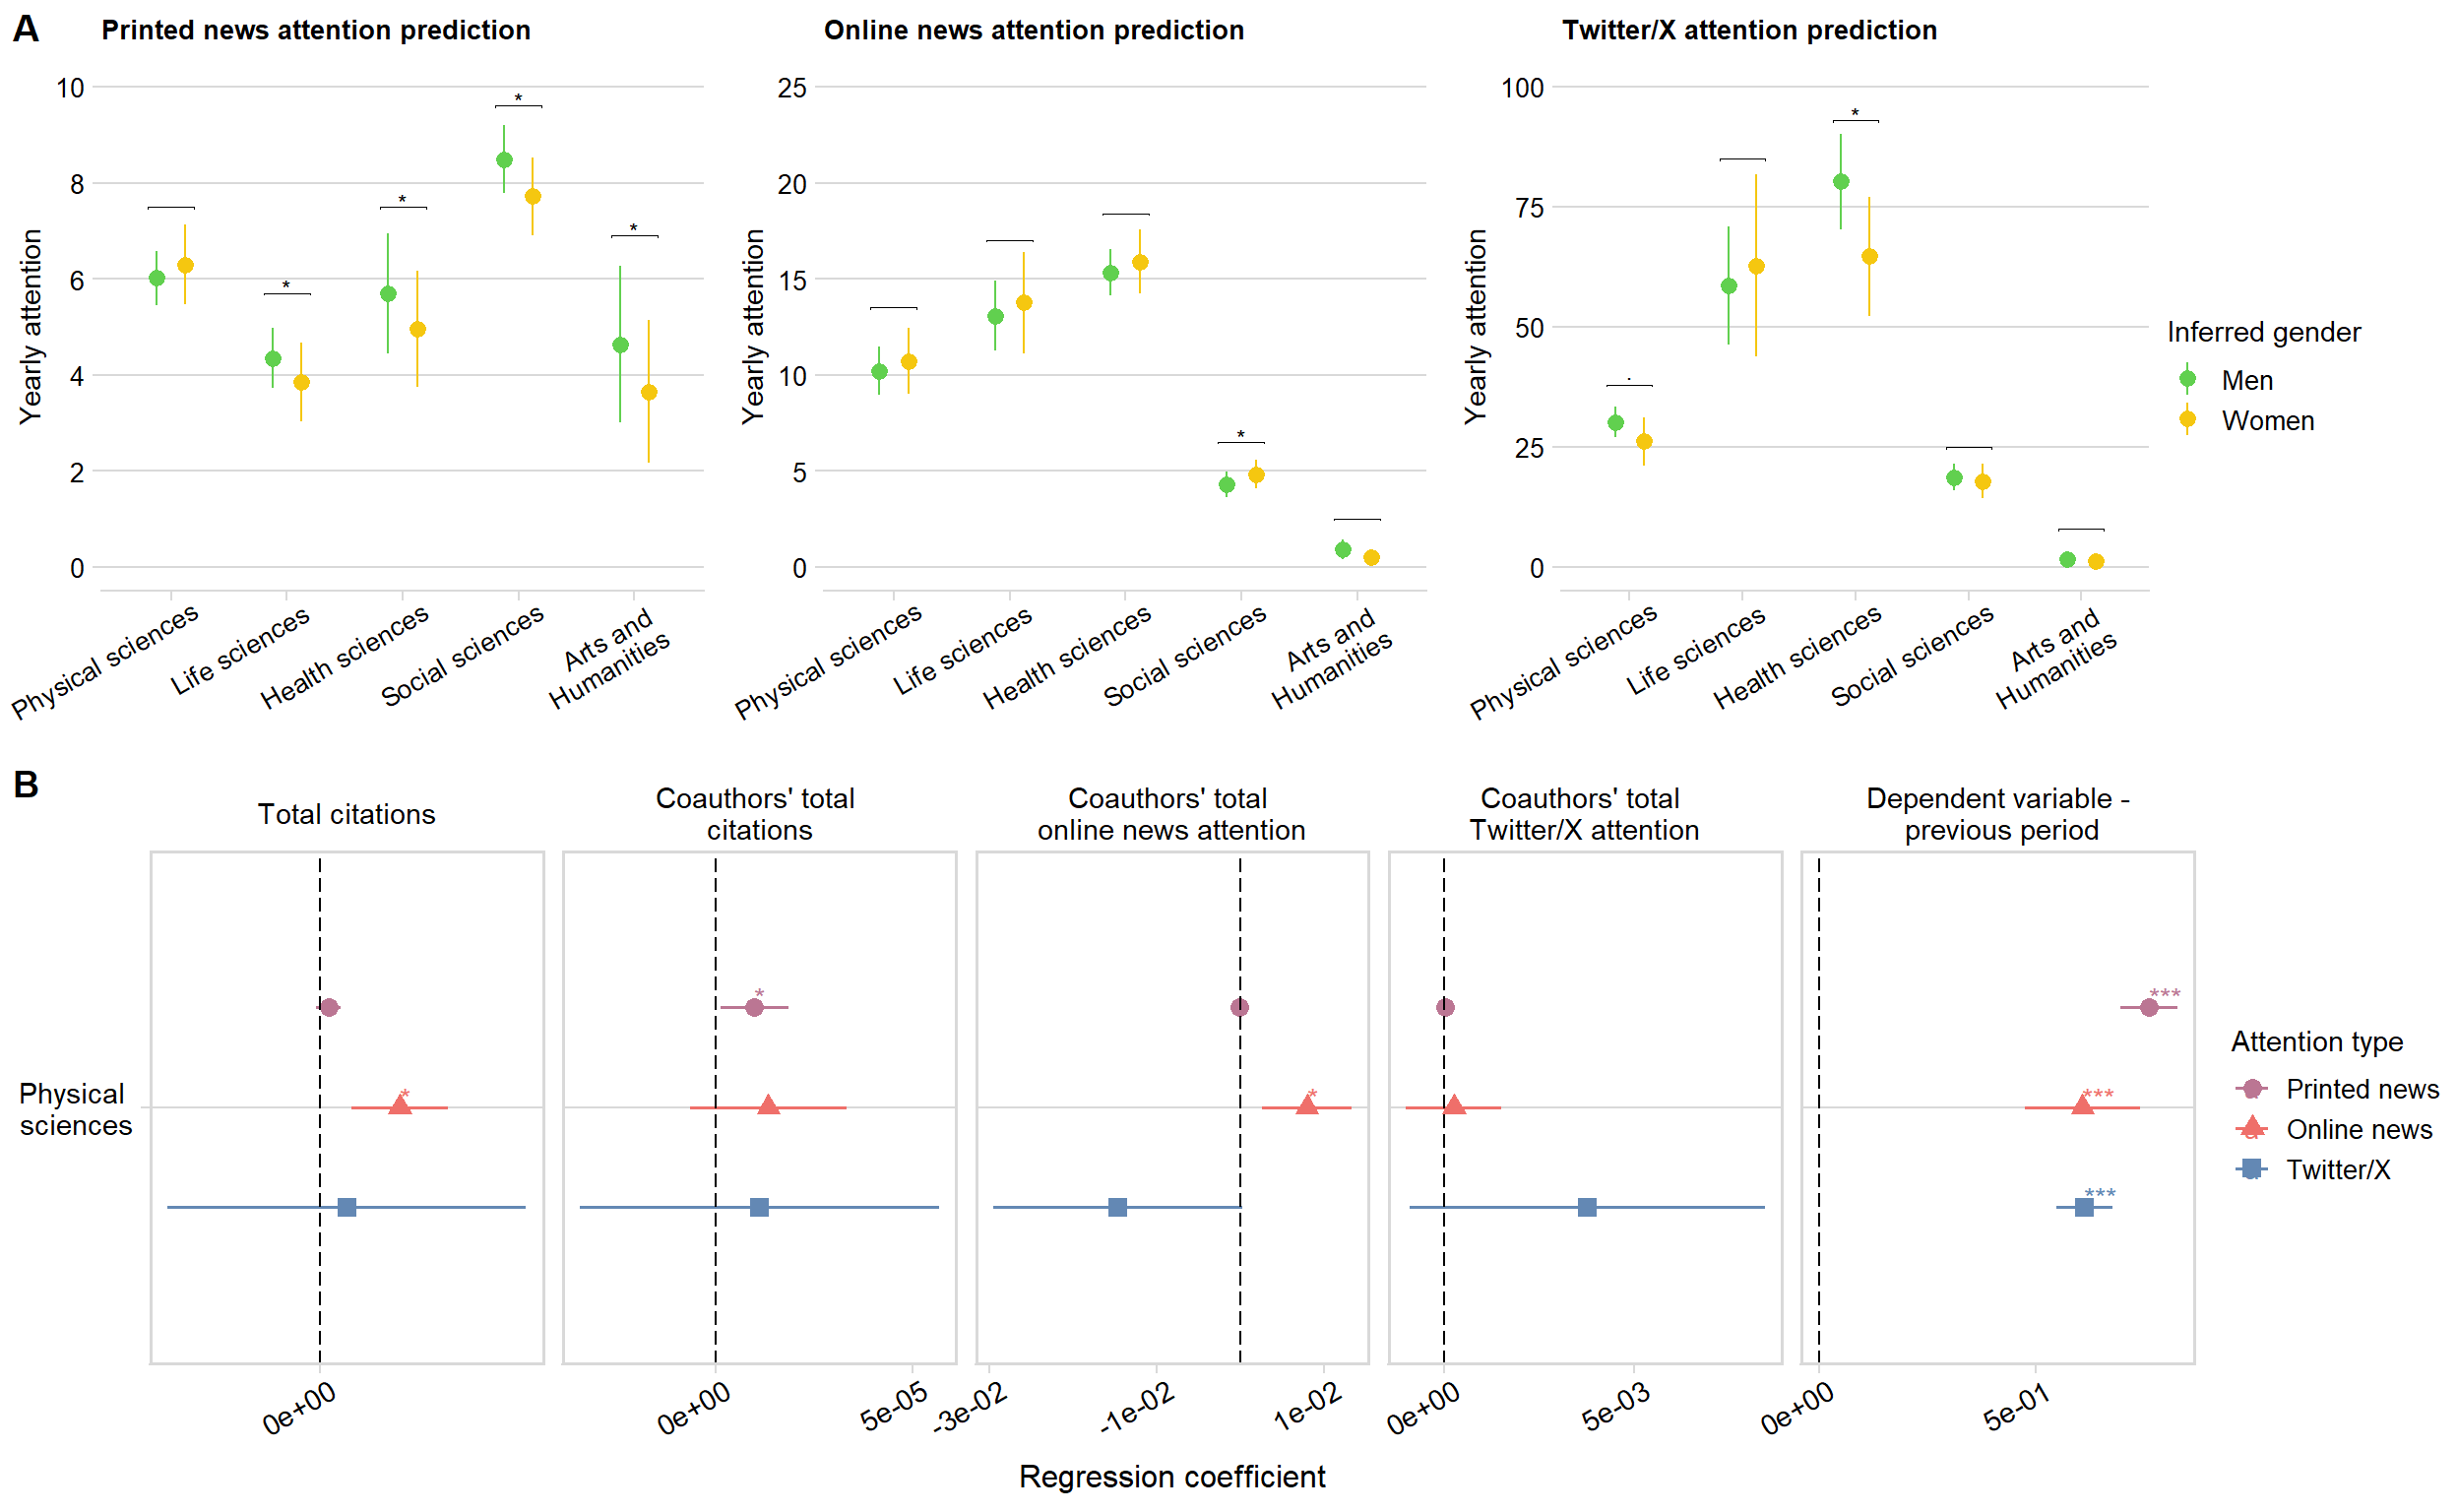 A
Printed news attention prediction
Online news attention prediction
Twitter/X attention prediction
Yearly attention
10
8
6
4
2
0
*
*
*
*
Physical sciences
Life sciences
Health sciences
Social sciences
Arts and
Humanities
Yearly attention
25
20
15
10
5
0
*
Physical sciences
Life sciences
Health sciences
Social sciences
Arts and
Humanities
Yearly attention
100
75
50
25
0
.
*
Physical sciences
Life sciences
Health sciences
Social sciences
Arts and
Humanities
Inferred gender
Men
Women
B
Total citations
Coauthors' total
citations
Coauthors' total
online news attention
Coauthors' total
Twitter/X attention
Dependent variable -
previous period
Physical
sciences
*
*
*
***
***
***
0e+00
0e+00
5e-05
-3e-02
-1e-02
1e-02
0e+00
5e-03
0e+00
5e-01
Regression coefficient
Attention type
Printed news
Online news
Twitter/X